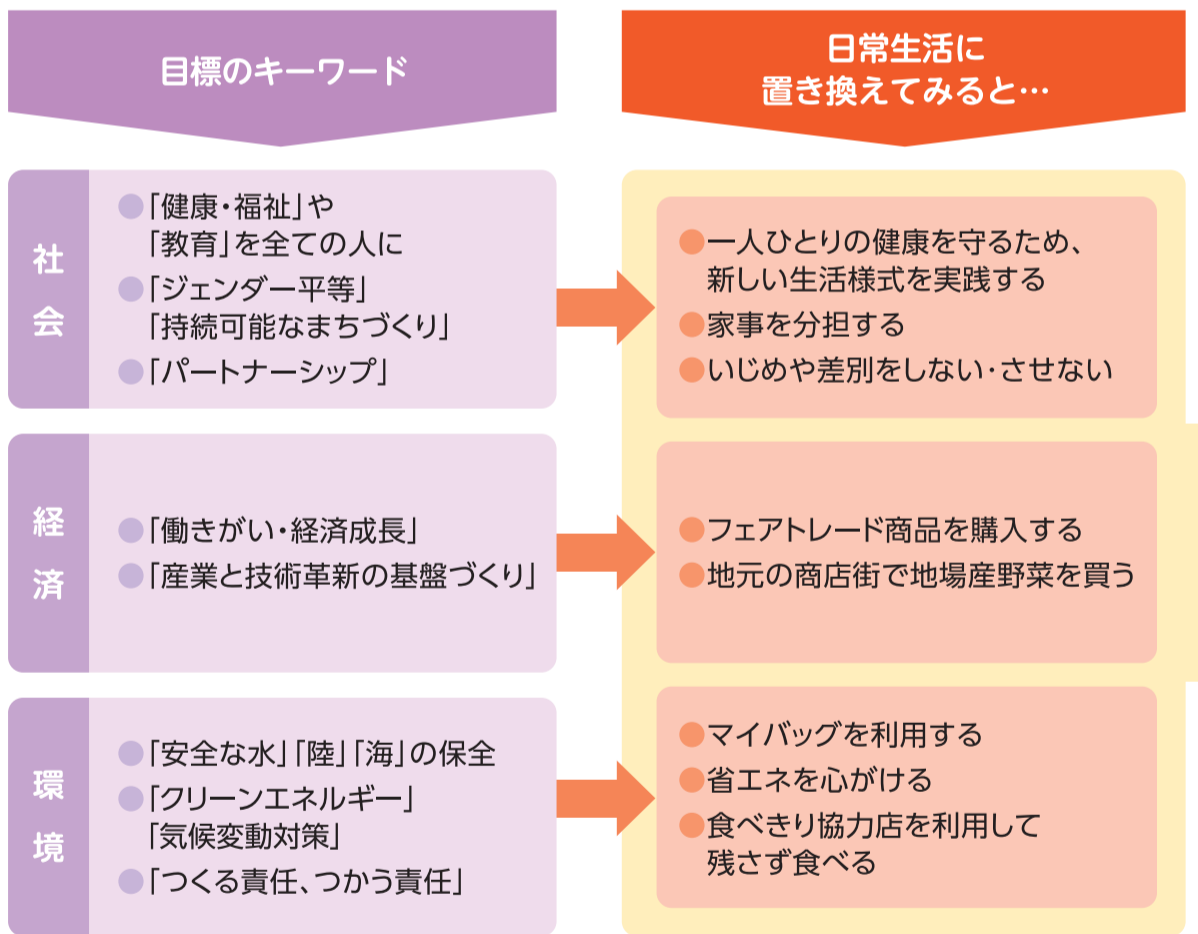 目標のキーワード
日常生活に
置き換えてみると…
社会
●「健康・福祉」や
「教育」を全ての人に
●「ジェンダー平等」
「持続可能なまちづくり」
●「パートナーシップ」
●一人ひとりの健康を守るため、
新しい生活様式を実践する
●家事を分担する
●いじめや差別をしない・させない
経済
●「働きがい・経済成長」
●「産業と技術革新の基盤づくり」
●フェアトレード商品を購入する
●地元の商店街で地場産野菜を買う
環境
●「安全な水」「陸」「海」の保全
●「クリーンエネルギー」
「気候変動対策」
●「つくる責任、つかう責任」
●マイバッグを利用する
●省エネを心がける
●食べきり協力店を利用して
残さず食べる